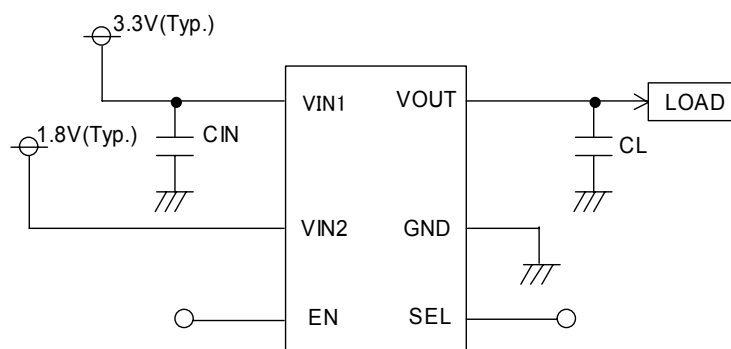 3.3V(Typ.)
VIN1
VOUT
LOAD
1.8V(Typ.)
CIN
CL
VIN2
GND
EN
SEL